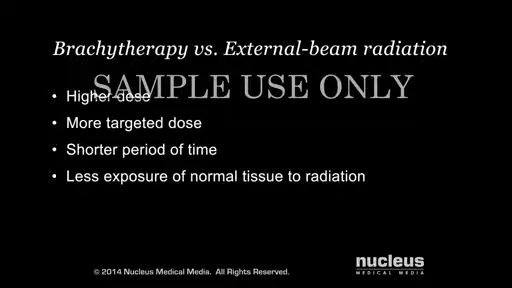 Brachytherapy vs. External-beam radiation
SAMPLE USE ONLY
• Higher dose
• More targeted dose
• Shorter period of time
• Less exposure of normal tissue to radiation
nucleus
MEDICAL MEDIA
© 2014 Nucleus Medical Media. All Rights Reserved.